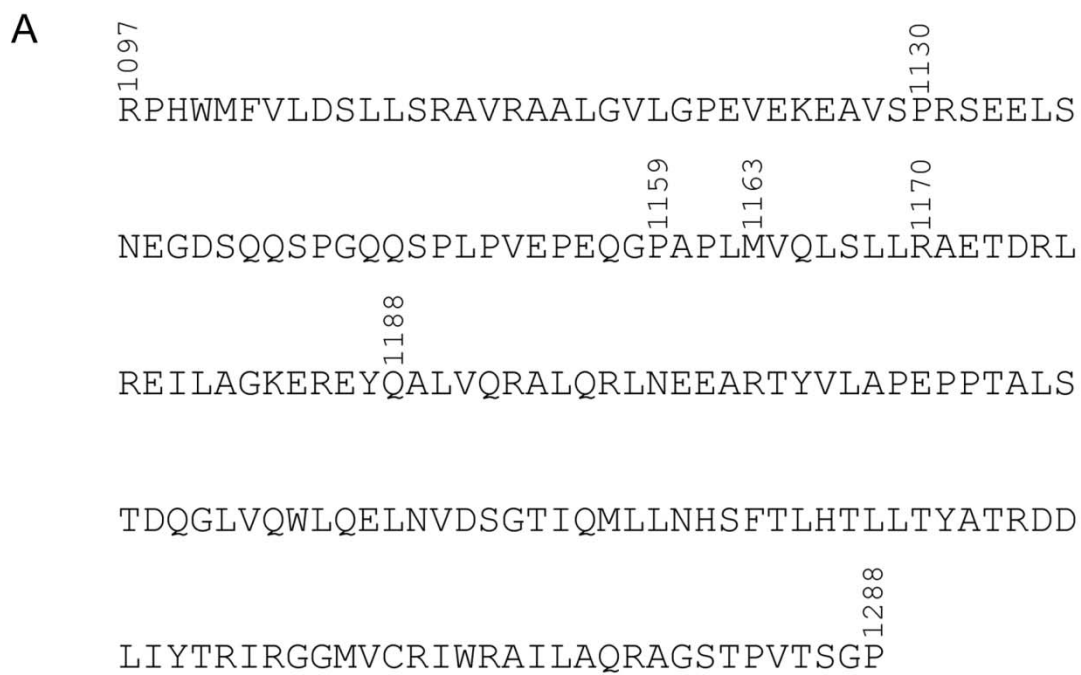 A
1097 1130
RPHWMFVLDSLLSRAVRAALGVLGPEVEKEAVSPRSEELS
1159 1163 1170
NEGDSQQSPGQQSPLPVEPEQGPAPLMVQLSLLRAETDRL
1188
REILAGKEREYQALVQRALQRLNEEARTYVLAPEPPTALS
TDQGLVQWLQELNVDSGTIQMLLNHSFTLHTLLTYATRDD
1288
LIYTRIRGGMVCRIWRAILAQRAGSTPVTSGP